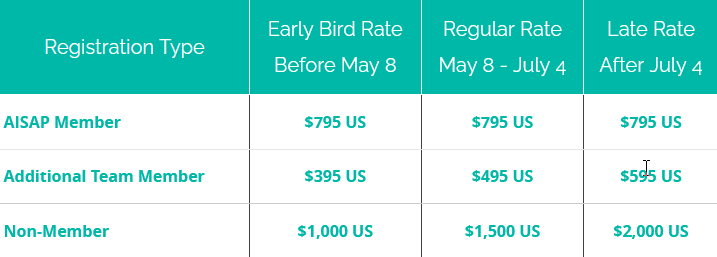 Registration Type
Early Bird Rate
Before May 8
Regular Rate
May 8 - July 4
Late Rate
After July 4
AISAP Member $795 US $795 US $795 US
Additional Team Member $395 US $495 US $595 US
Non-Member $1,000 US $1,500 US $2,000 US